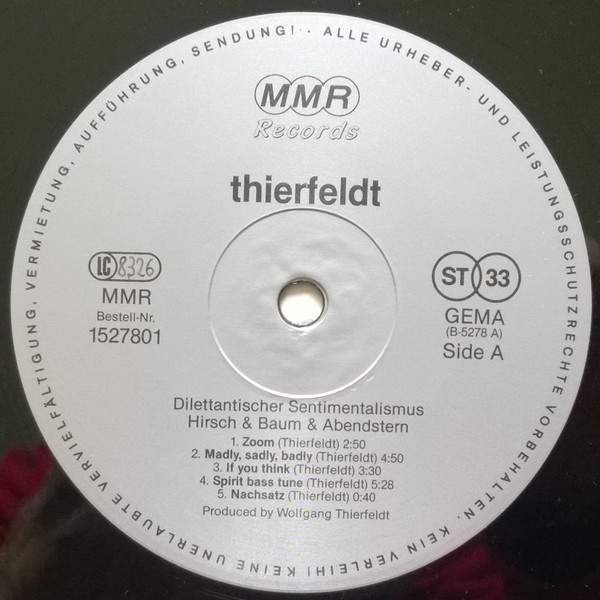 ALLE URHEBER- UND LEISTUNGSSCHUTZRECHTE VORBEHALTEN. KEIN VERLEIH! KEINE UNERLAUBTE VERVIELFÄLTIGUNG, VERMIETUNG, AUFFÜHRUNG, SENDUNG!
MMR
Records
thierfeldt
LC 8326
MMR
Bestell-Nr.
1527801
ST 33
GEMA
(B-5278 A)
Side A
Dilettantischer Sentimentalismus
Hirsch & Baum & Abendstern
1. Zoom (Thierfeldt) 2:50
2. Madly, sadly, badly (Thierfeldt) 4:50
3. If you think (Thierfeldt) 3:30
4. Spirit bass tune (Thierfeldt) 5:28
5. Nachsatz (Thierfeldt) 0:40
Produced by Wolfgang Thierfeldt